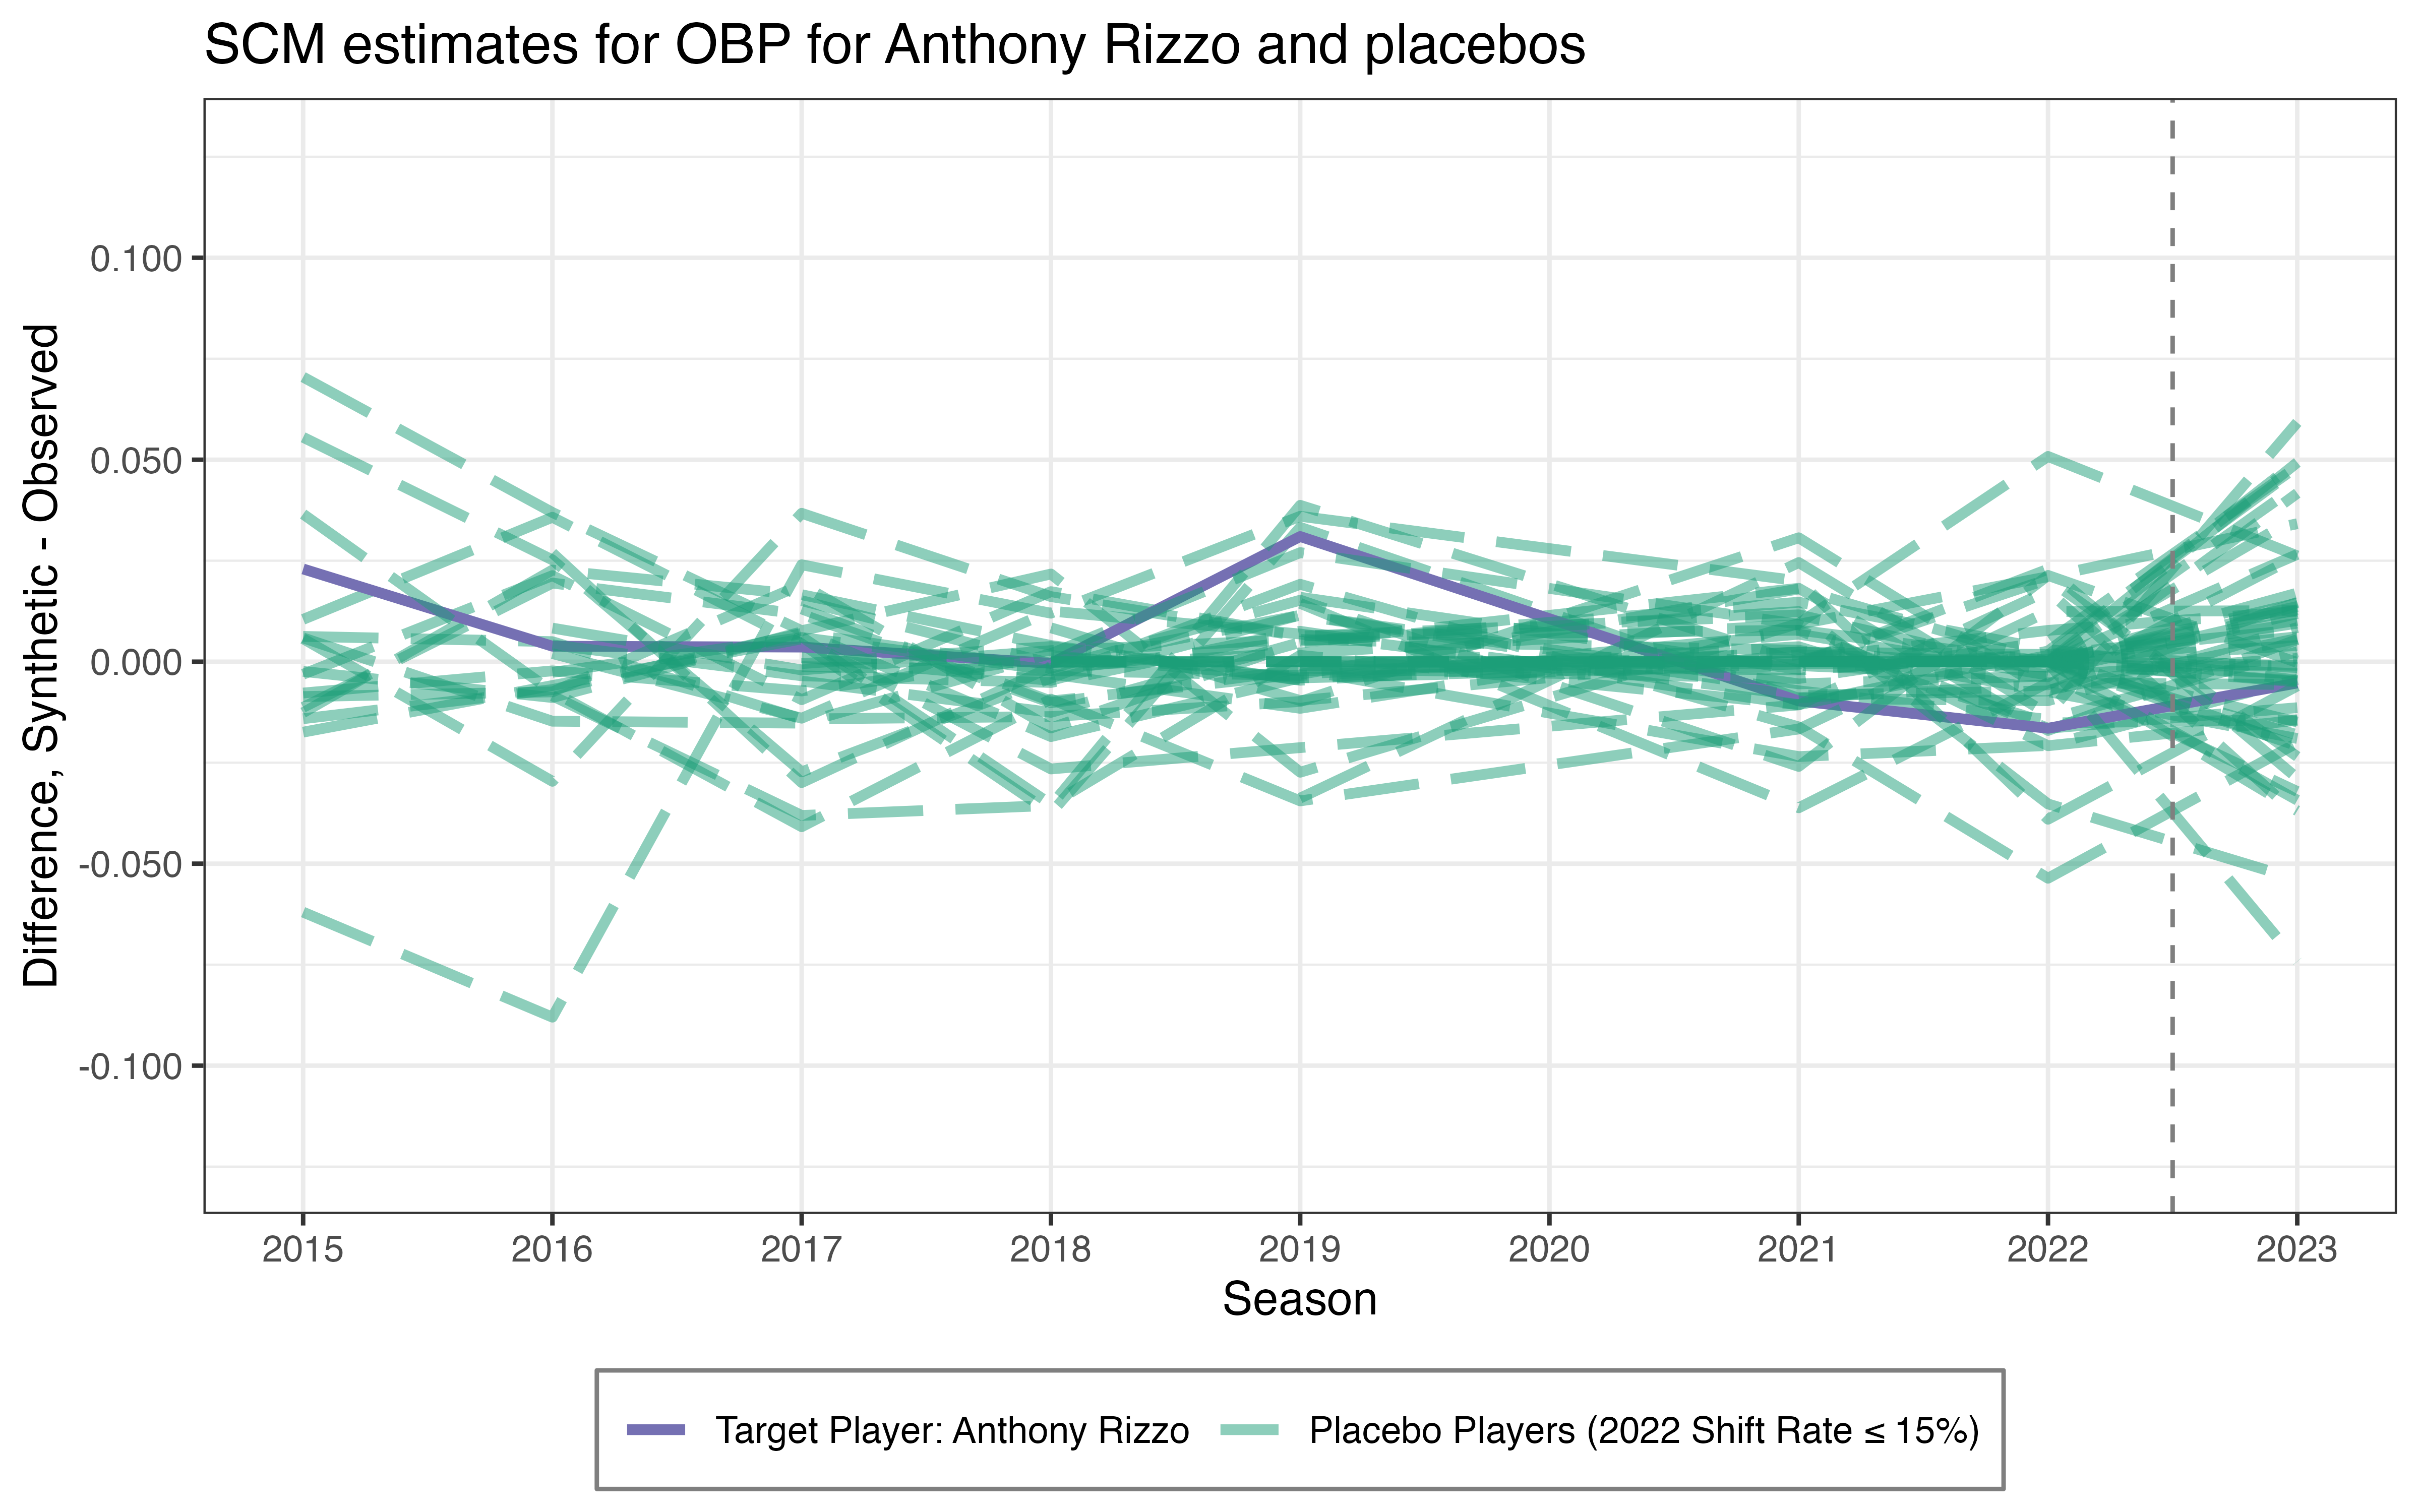 SCM estimates for OBP for Anthony Rizzo and placebos
Difference, Synthetic - Observed
0.100
0.050
0.000
-0.050
-0.100
2015 2016 2017 2018 2019 2020 2021 2022 2023
Season
Target Player: Anthony Rizzo Placebo Players (2022 Shift Rate ≤ 15%)